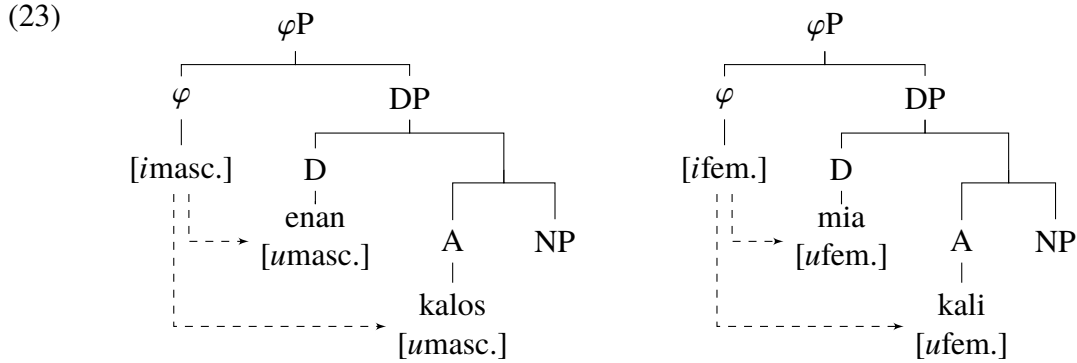 (23)
φP φP
φ DP φ DP
[imasc.] D [ifem.] D
enan mia
[umasc.] A NP [ufem.] A NP
kalos kali
[umasc.] [ufem.]